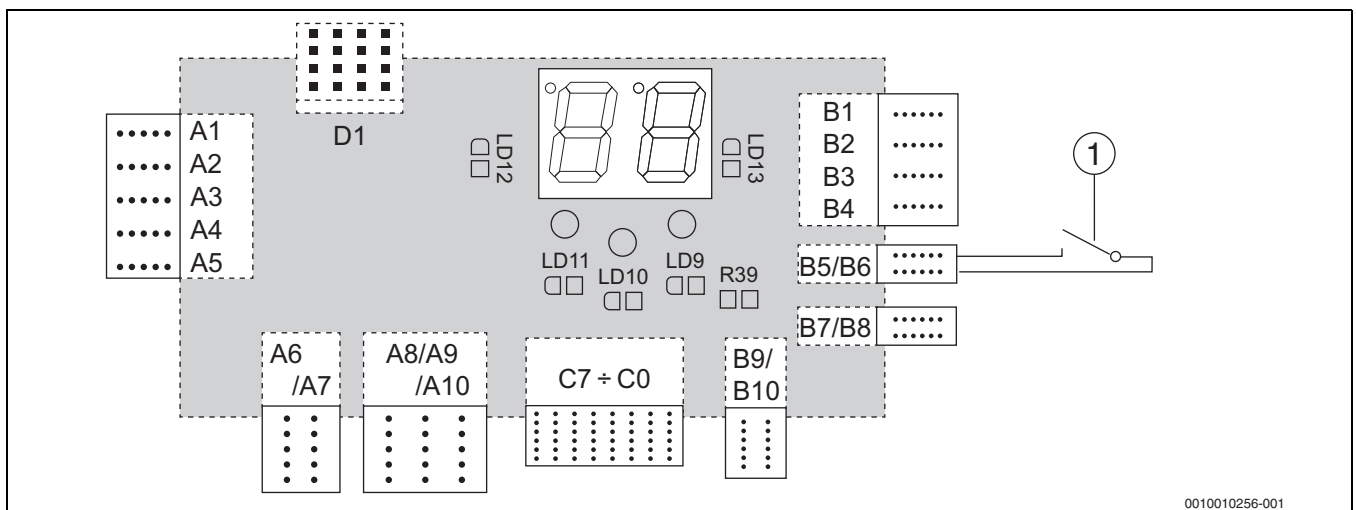 D1
A1
A2
A3
A4
A5
LD12
LD13
LD11
LD10
LD9
R39
B1
B2
B3
B4
B5/B6
B7/B8
1
A6
/A7
A8/A9
/A10
C7 ÷ C0
B9/
B10
0010010256-001